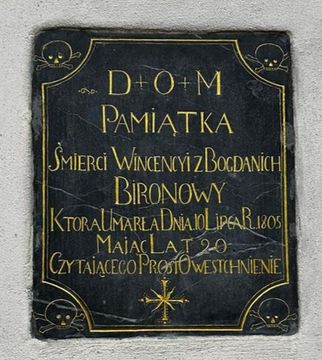 D+O+M
PAMIĄTKA
ŚMIERCI WINCENCYI Z BOGDANICH
BIRONOWY
KTORA UMARŁA DNIA 10 LIPCA R. 1805
MAIĄC LAT 20
CZYTAIĄCEGO PROSI O WESTCHNIENIE